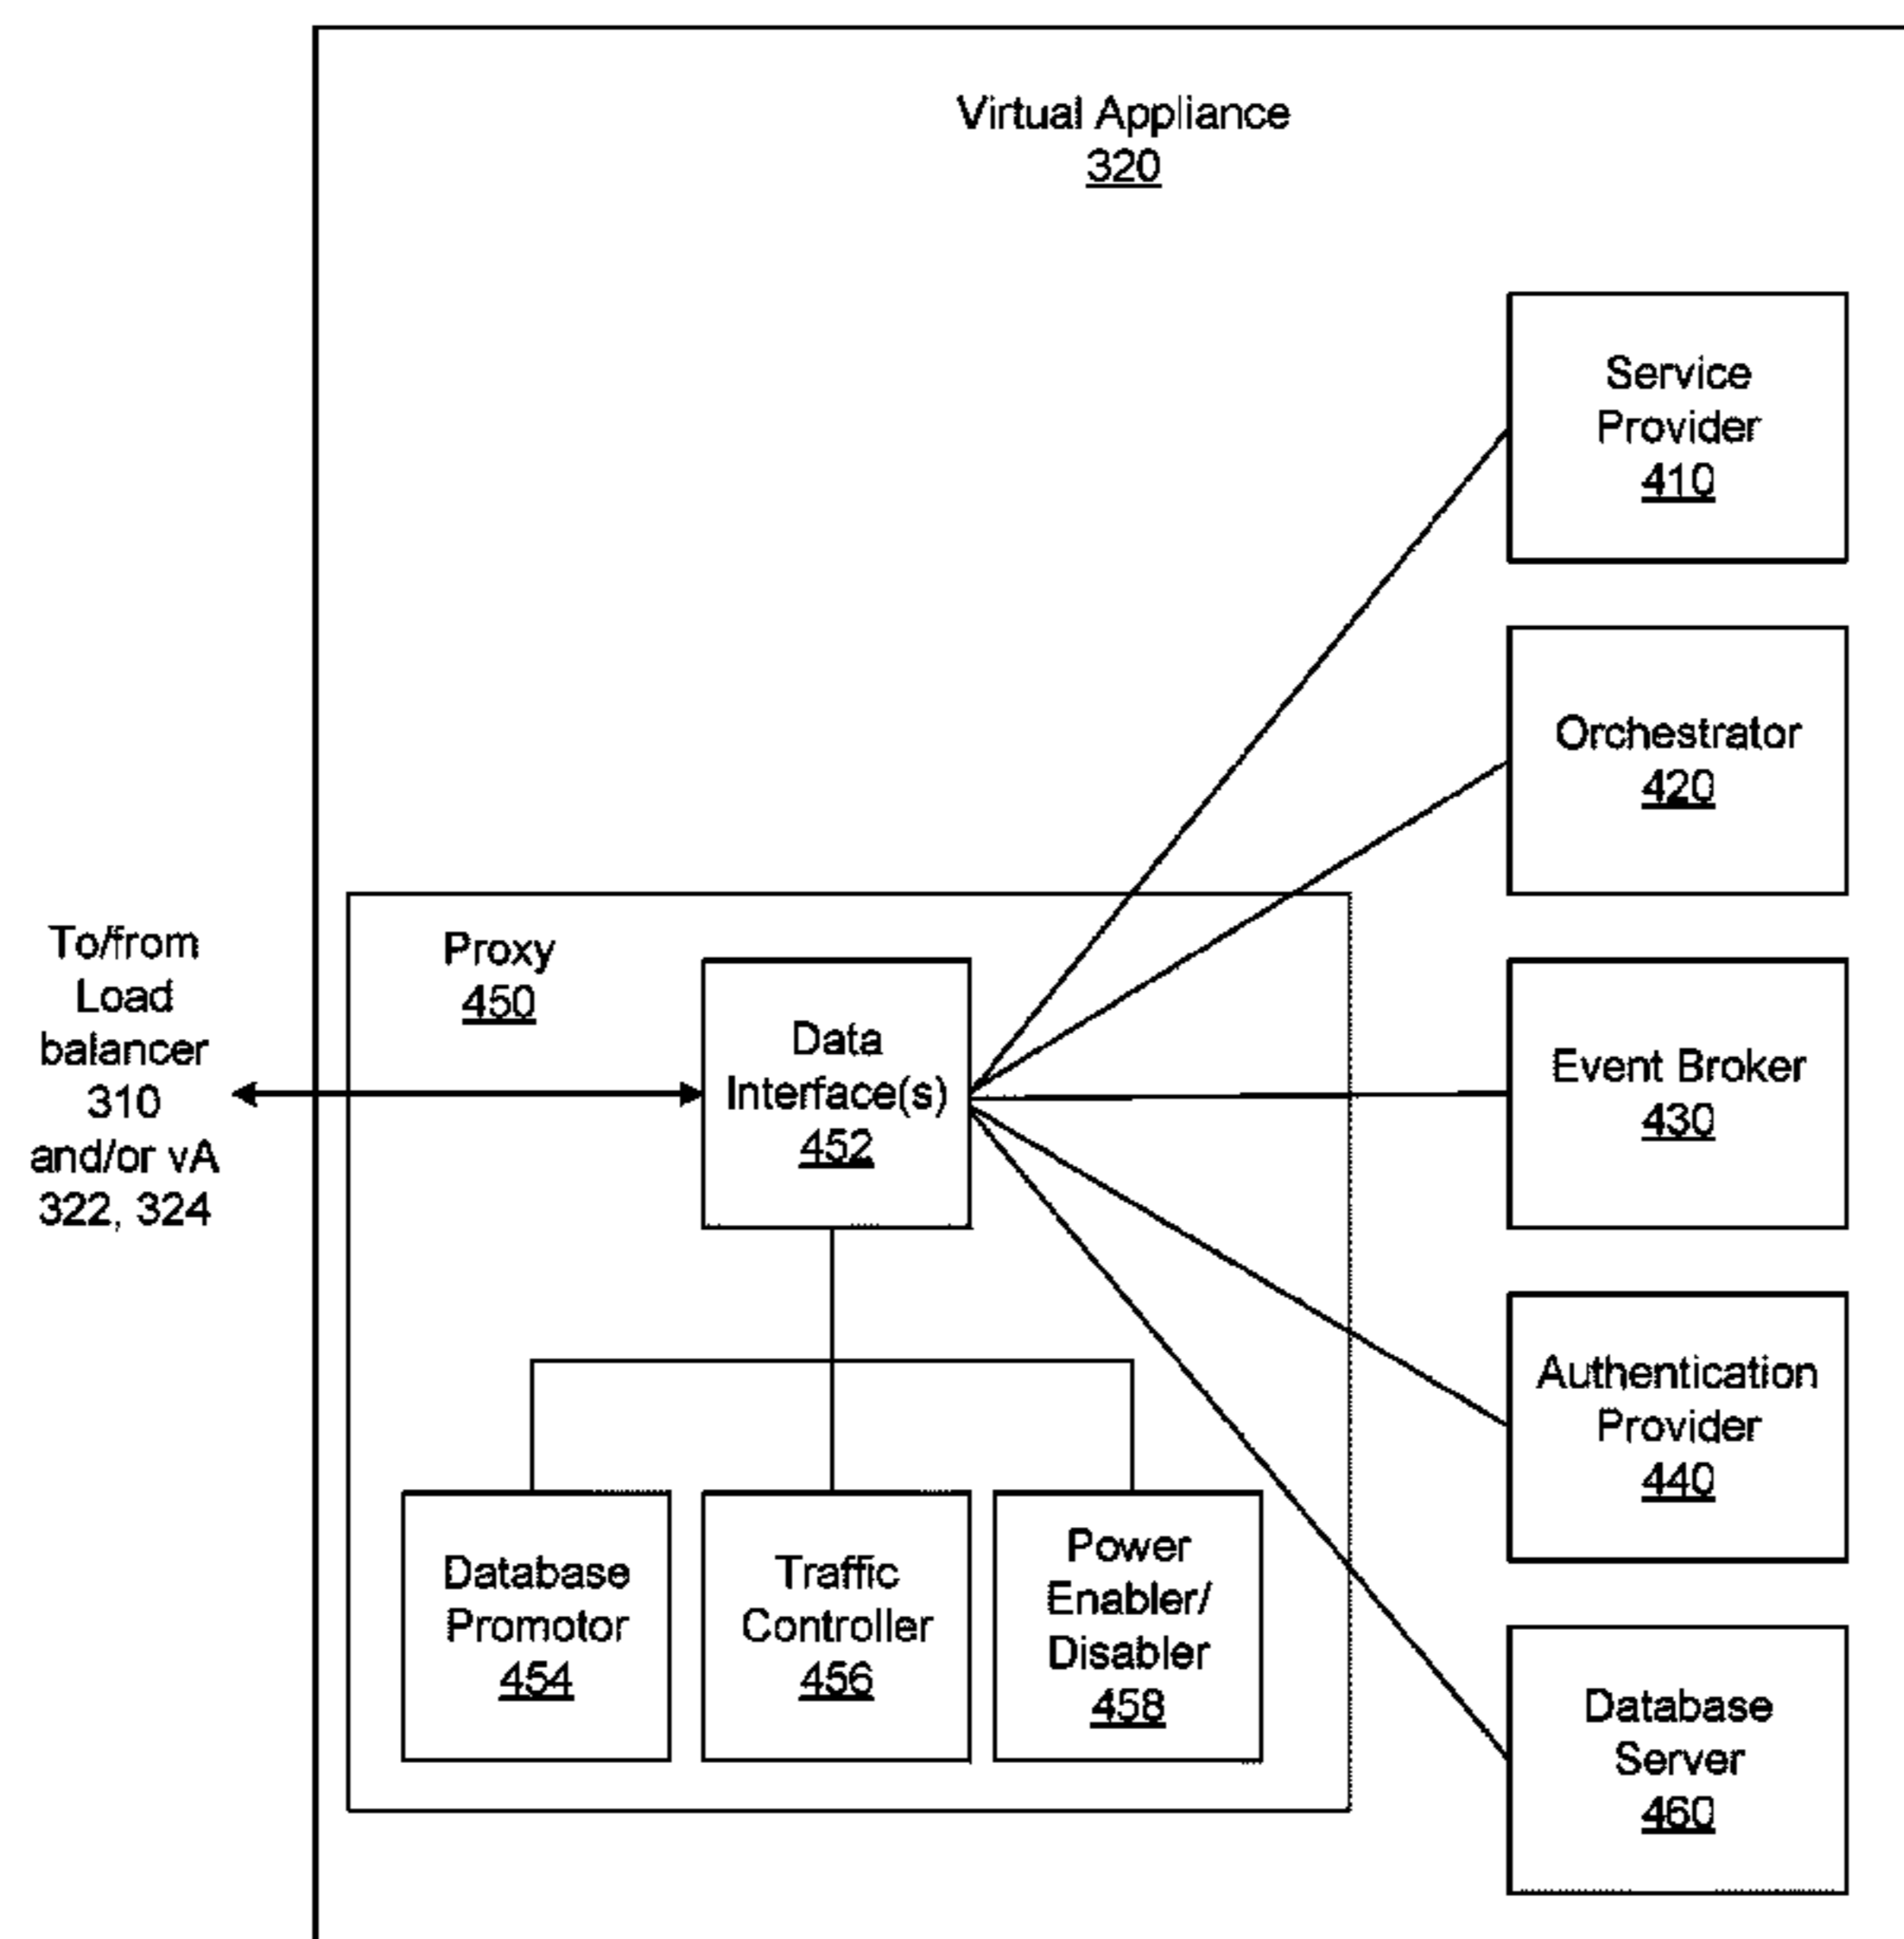 Virtual Appliance
320
Service
Provider
410
Orchestrator
420
To/from
Load
balancer
310
and/or vA
322, 324
Proxy
450
Data
Interface(s)
452
Event Broker
430
Authentication
Provider
440
Database
Promotor
454
Traffic
Controller
456
Power
Enabler/
Disabler
458
Database
Server
460